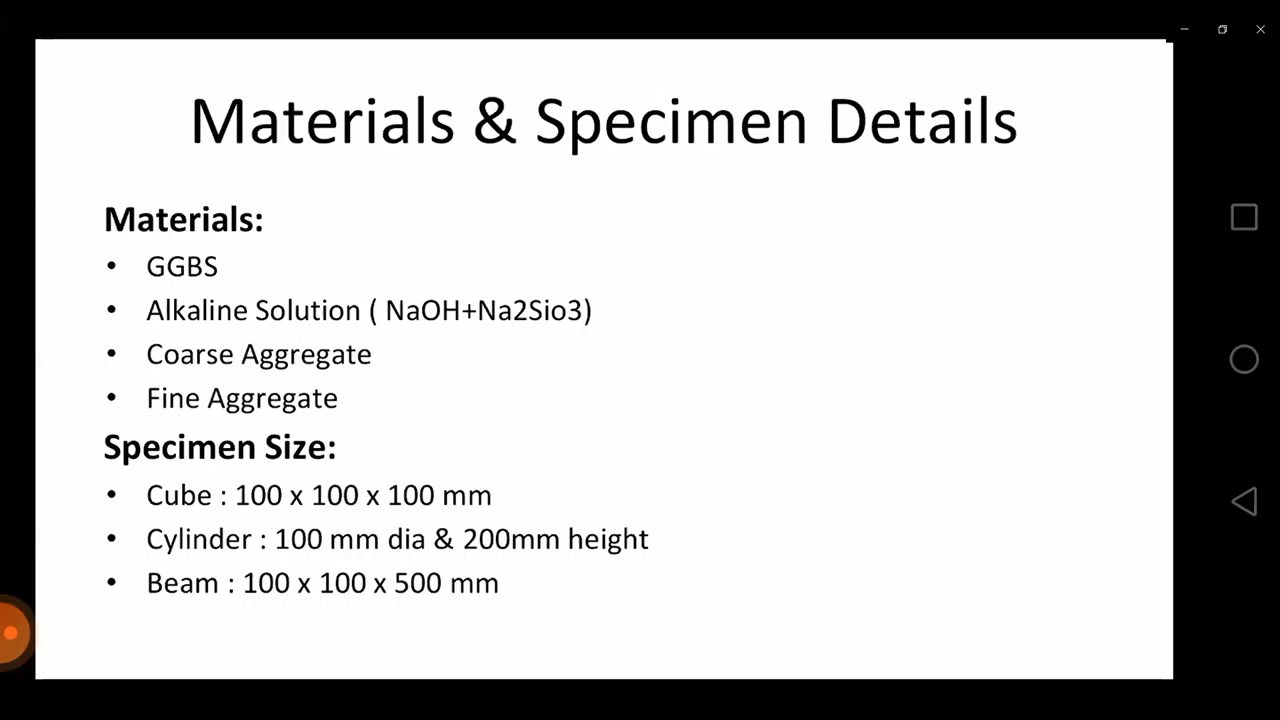 Materials & Specimen Details
Materials:
• GGBS
• Alkaline Solution ( NaOH+Na2Sio3)
• Coarse Aggregate
• Fine Aggregate
Specimen Size:
• Cube : 100 x 100 x 100 mm
• Cylinder : 100 mm dia & 200mm height
• Beam : 100 x 100 x 500 mm